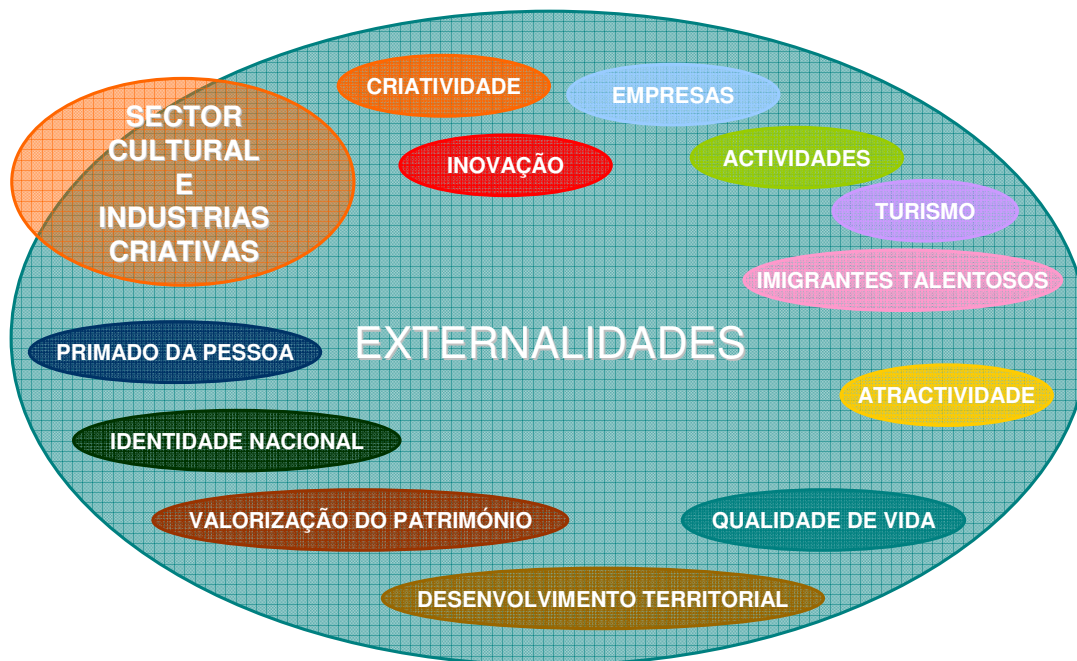 SECTOR
CULTURAL
E
INDUSTRIAS
CRIATIVAS
CRIATIVIDADE
EMPRESAS
INOVAÇÃO
ACTIVIDADES
TURISMO
IMIGRANTES TALENTOSOS
EXTERNALIDADES
PRIMADO DA PESSOA
ATRACTIVIDADE
IDENTIDADE NACIONAL
VALORIZAÇÃO DO PATRIMÓNIO
QUALIDADE DE VIDA
DESENVOLVIMENTO TERRITORIAL